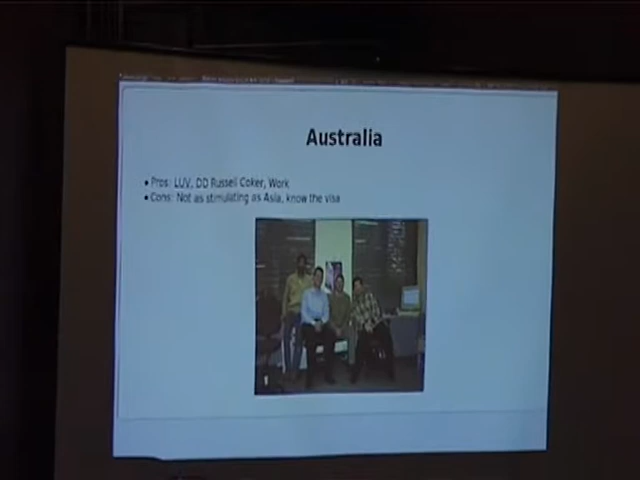 Australia
• Pros: LUV, DD Russell Coker, Work
• Cons: Not as stimulating as Asia, know the visa